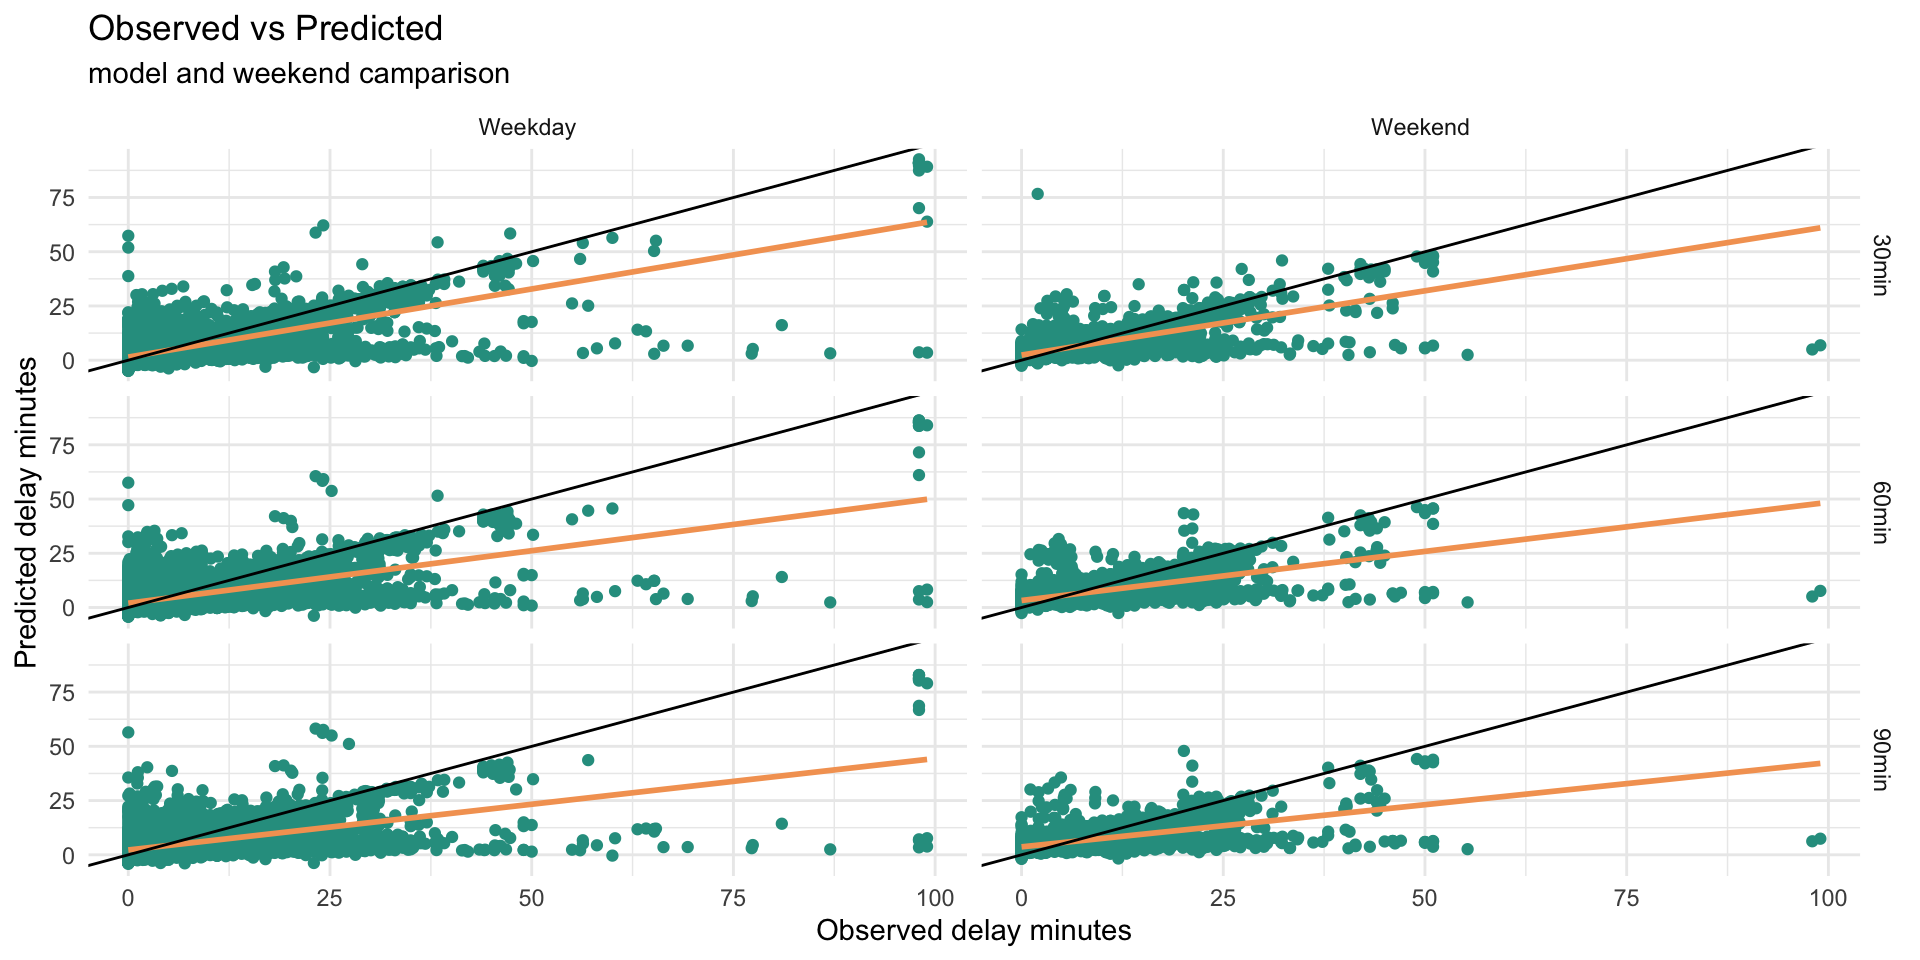 Observed vs Predicted
model and weekend camparison
Weekday
Weekend
Predicted delay minutes
75
50
25
0
30min
75
50
25
0
60min
75
50
25
0
90min
0
25
50
75
100
0
25
50
75
100
Observed delay minutes